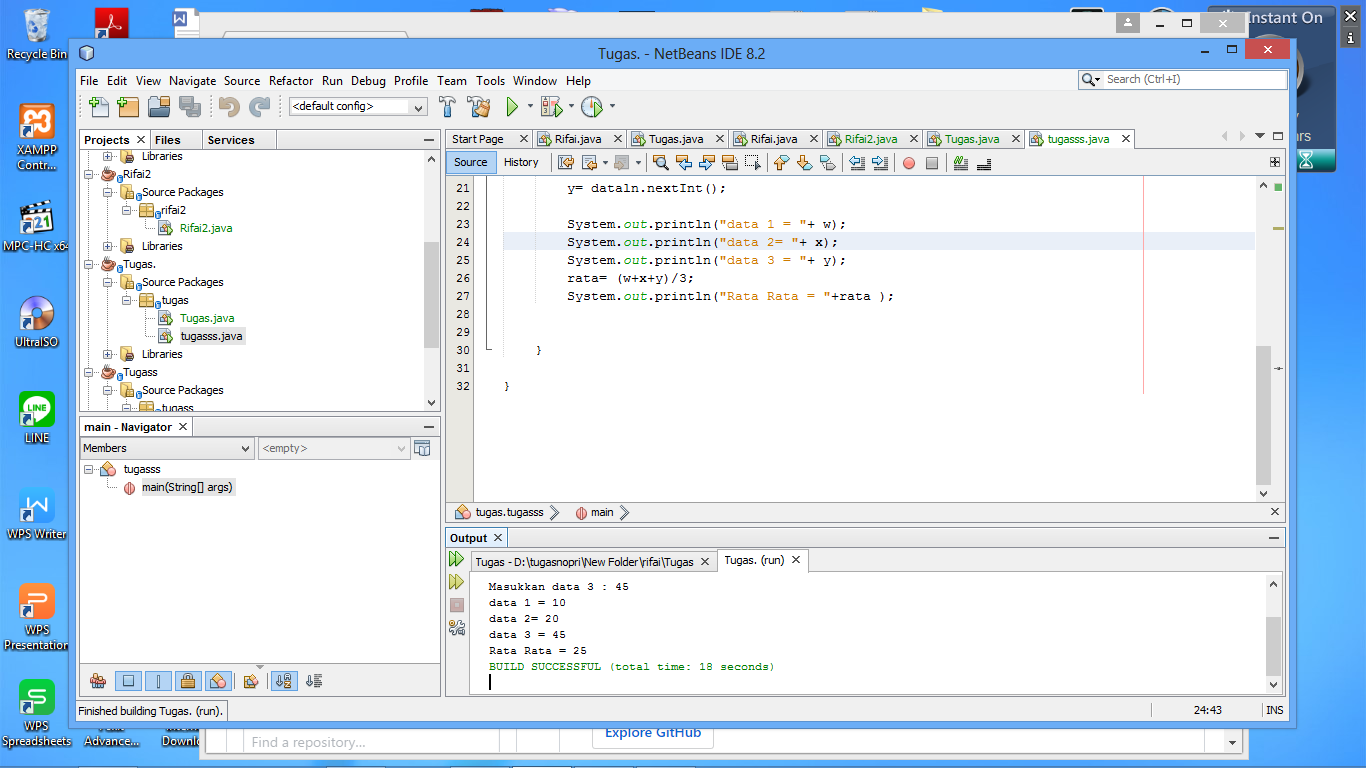 Recycle Bin
Instant On
Tugas. - NetBeans IDE 8.2
File Edit View Navigate Source Refactor Run Debug Profile Team Tools Window Help
Search (Ctrl+I)
<default config>
XAMPP
Contr...
MPC-HC x64
UltraISO
LINE
WPS Writer
WPS
Presentation
WPS
Spreadsheets
Projects
Files
Services
Libraries
Rifai2
Source Packages
rifai2
Rifai2.java
Libraries
Tugas.
Source Packages
tugas
Tugas.java
tugasss.java
Libraries
Tugass
Source Packages
tugass
main - Navigator
Members
<empty>
tugasss
main(String[] args)
Start Page
Rifai.java
Tugas.java
Rifai.java
Rifai2.java
Tugas.java
tugasss.java
Source
History
21 y= dataln.nextInt();
22
23 System.out.println("data 1 = "+ w);
24 System.out.println("data 2= "+ x);
25 System.out.println("data 3 = "+ y);
26 rata= (w+x+y)/3;
27 System.out.println("Rata Rata = "+rata );
28
29
30 }
31
32 }
tugas.tugasss
main
Output
Tugas - D:\tugasnopri\New Folder\rifai\Tugas
Tugas. (run)
Masukkan data 3 : 45
data 1 = 10
data 2= 20
data 3 = 45
Rata Rata = 25
BUILD SUCCESSFUL (total time: 18 seconds)
Finished building Tugas. (run).
24:43
INS
Advance...
Find a repository...
Explore GitHub